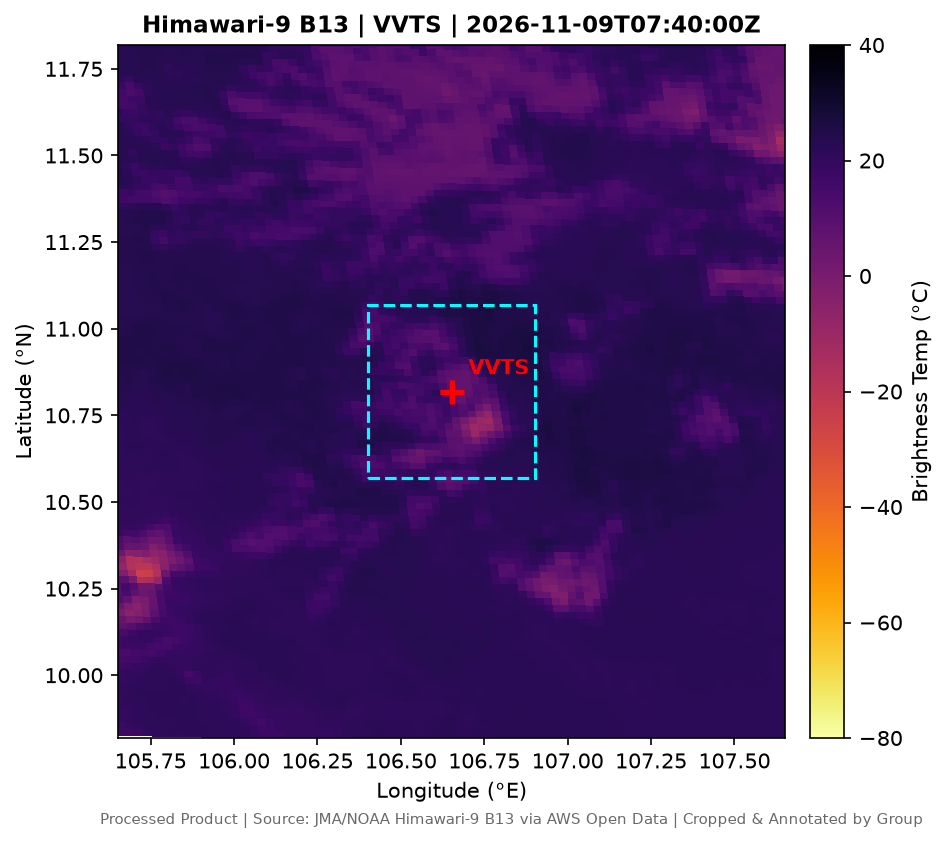 Himawari-9 B13 | VVTS | 2026-11-09T07:40:00Z
11.75
11.50
11.25
11.00
10.75
10.50
10.25
10.00
Latitude (°N)
VVTS
105.75 106.00 106.25 106.50 106.75 107.00 107.25 107.50
Longitude (°E)
40
20
0
−20
−40
−60
−80
Brightness Temp (°C)
Processed Product | Source: JMA/NOAA Himawari-9 B13 via AWS Open Data | Cropped & Annotated by Group